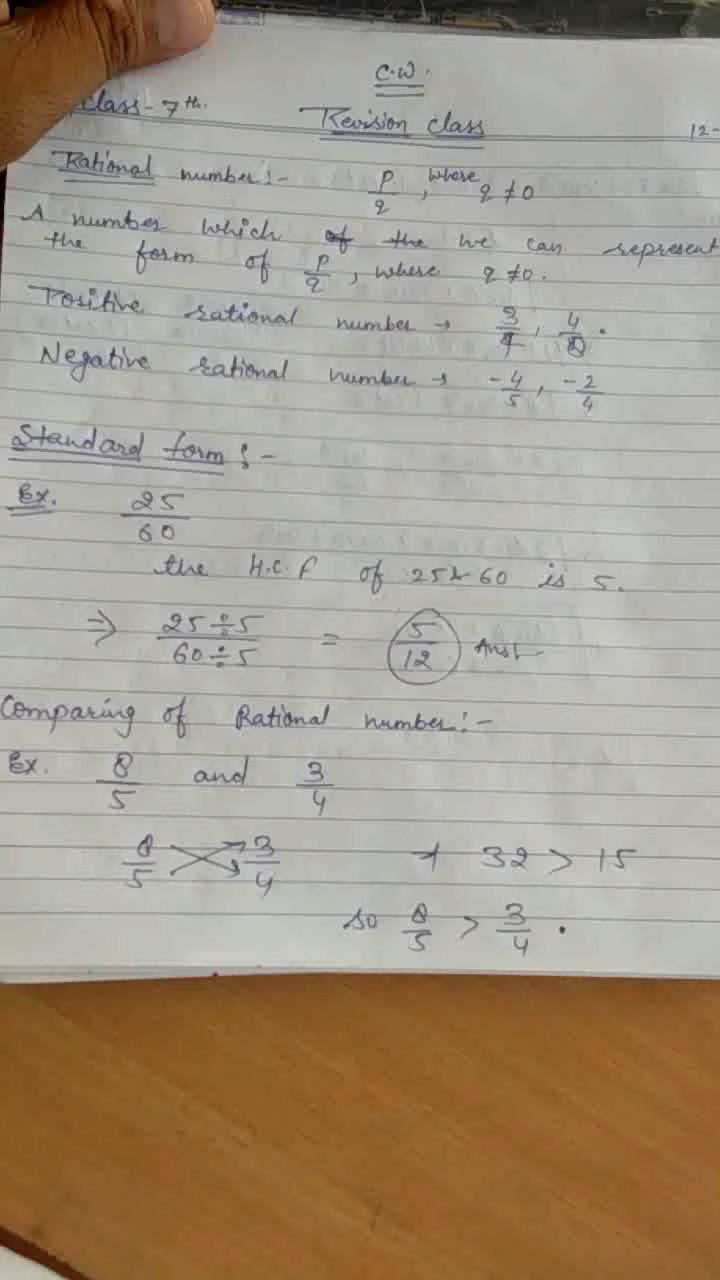 C.W.
Class - 7th.
Revision class
12-
Rational number :- p/q , where q ≠ 0
A number which of the we can represent
the form of p/q , where q ≠ 0.
Positive rational number → 3/4 ,
Negative rational number → -4/5 , -2/4
Standard form :-
Ex. 25/60
the H.C.F of 25 & 60 is 5.
⇒ 25÷5/60÷5 = 5/12 Ans
Comparing of Rational number :-
Ex. 8/5 and 3/4
8/5 3/4 → 32 > 15
so 8/5 > 3/4 .